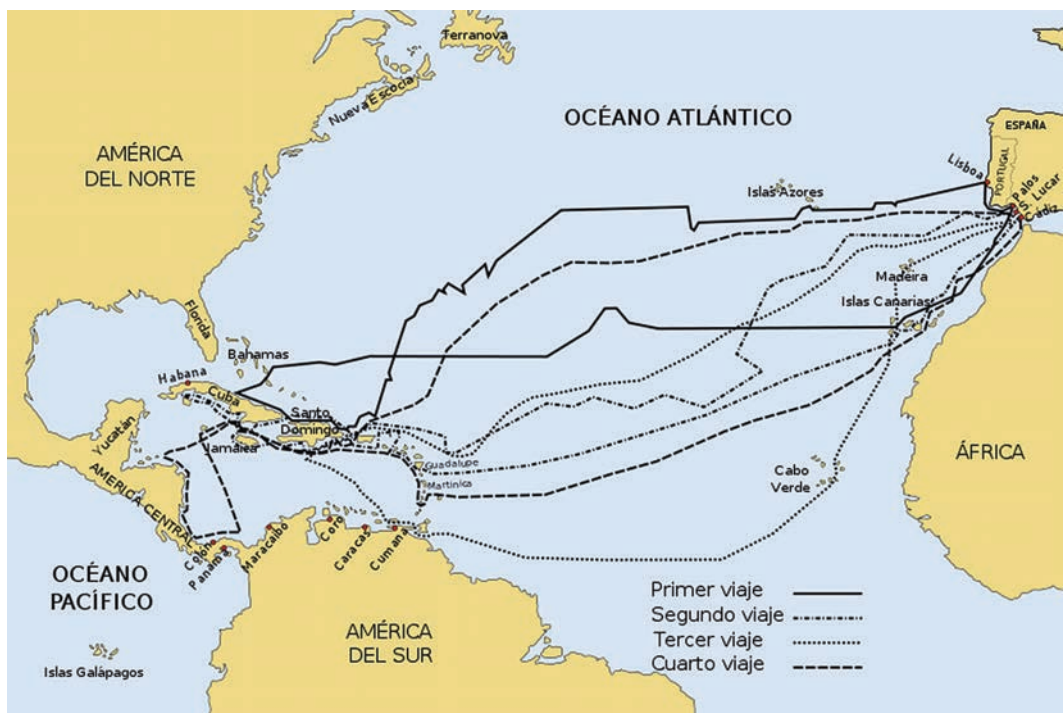 Terranova
Nueva Escocia
OCÉANO ATLÁNTICO
ESPAÑA
PORTUGAL
AMÉRICA
DEL NORTE
Lisboa
Palos
S. Lucar
Cádiz
Islas Azores
Madeira
Islas Canarias
Florida
Bahamas
Habana
Cuba
Santo
Domingo
Yucatán
Jamaica
Guadalupe
Martinica
ÁFRICA
Cabo
Verde
AMÉRICA CENTRAL
Colón
Panamá
Maracaibo
Coro
Caracas
Cumaná
OCÉANO
PACÍFICO
Primer viaje
Segundo viaje
Tercer viaje
Cuarto viaje
AMÉRICA
DEL SUR
Islas Galápagos